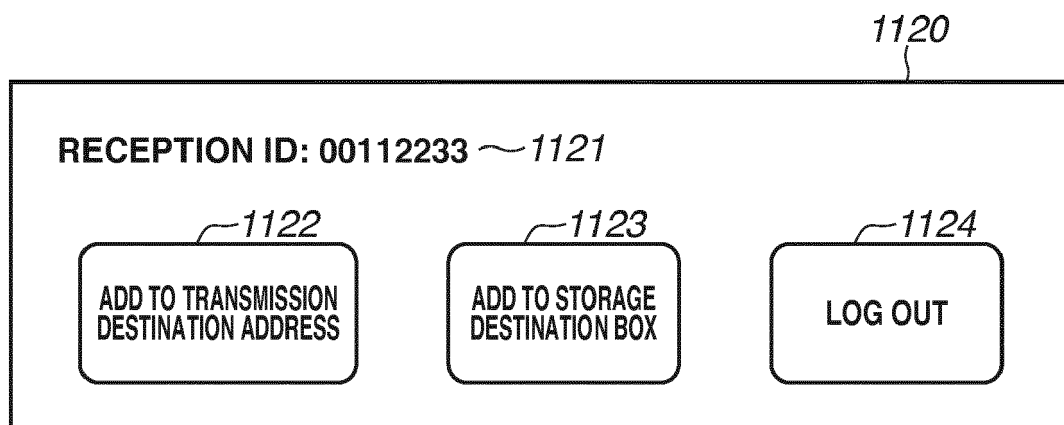 1120
RECEPTION ID: 00112233 1121
1122 1123 1124
ADD TO TRANSMISSION
DESTINATION ADDRESS
ADD TO STORAGE
DESTINATION BOX
LOG OUT